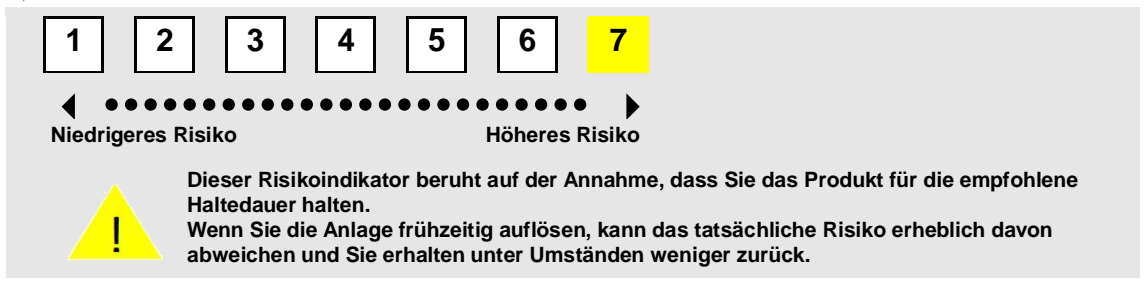 1 2 3 4 5 6 7
Niedrigeres Risiko Höheres Risiko
Dieser Risikoindikator beruht auf der Annahme, dass Sie das Produkt für die empfohlene
Haltedauer halten.
! Wenn Sie die Anlage frühzeitig auflösen, kann das tatsächliche Risiko erheblich davon
abweichen und Sie erhalten unter Umständen weniger zurück.